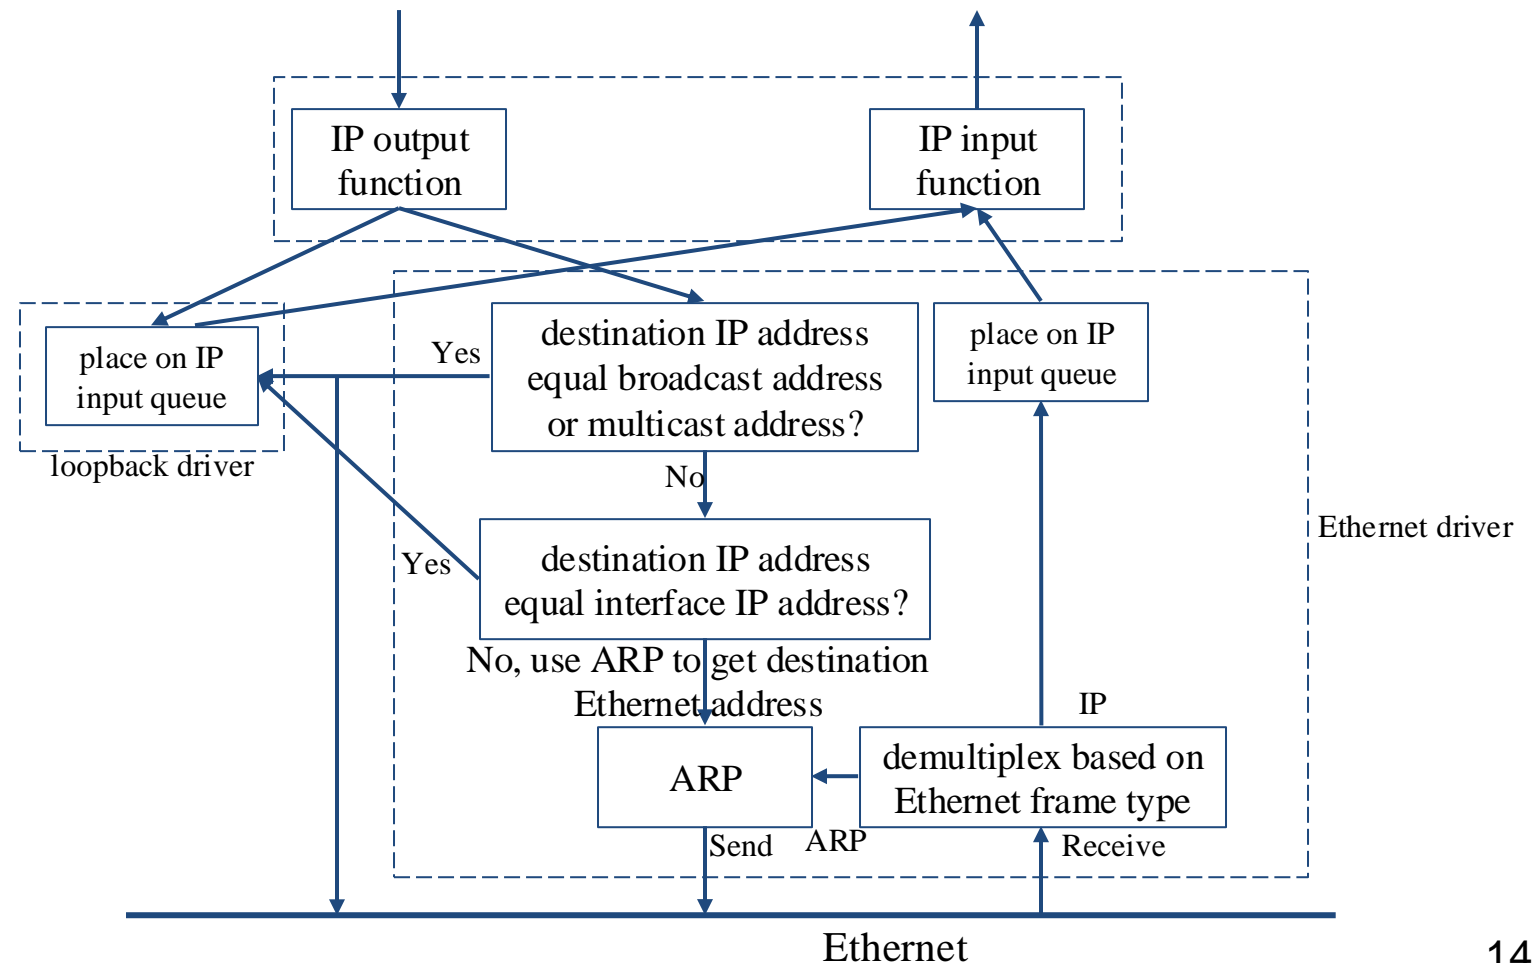 IP output
function
IP input
function
place on IP
input queue
loopback driver
Yes
destination IP address
equal broadcast address
or multicast address?
place on IP
input queue
No
Yes
destination IP address
equal interface IP address?
Ethernet driver
No, use ARP to get destination
Ethernet address
IP
ARP
demultiplex based on
Ethernet frame type
Send
ARP
Receive
Ethernet
14